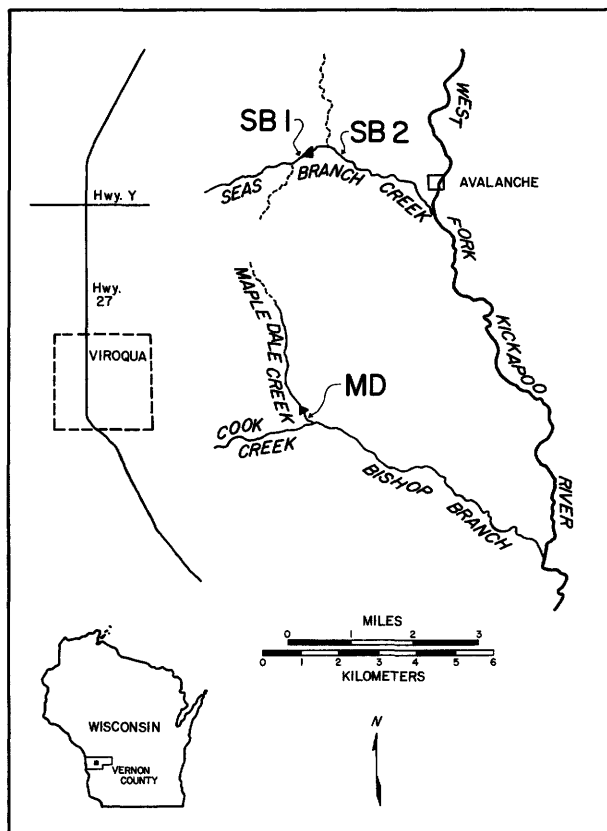 SB 1
SB 2
WEST FORK KICKAPOO RIVER
SEAS BRANCH CREEK
AVALANCHE
Hwy. Y
Hwy.
27
VIROQUA
MAPLE DALE CREEK
MD
COOK
CREEK
BISHOP BRANCH
MILES
0 1 2 3
0 1 2 3 4 5 6
KILOMETERS
WISCONSIN
VERNON
COUNTY
N